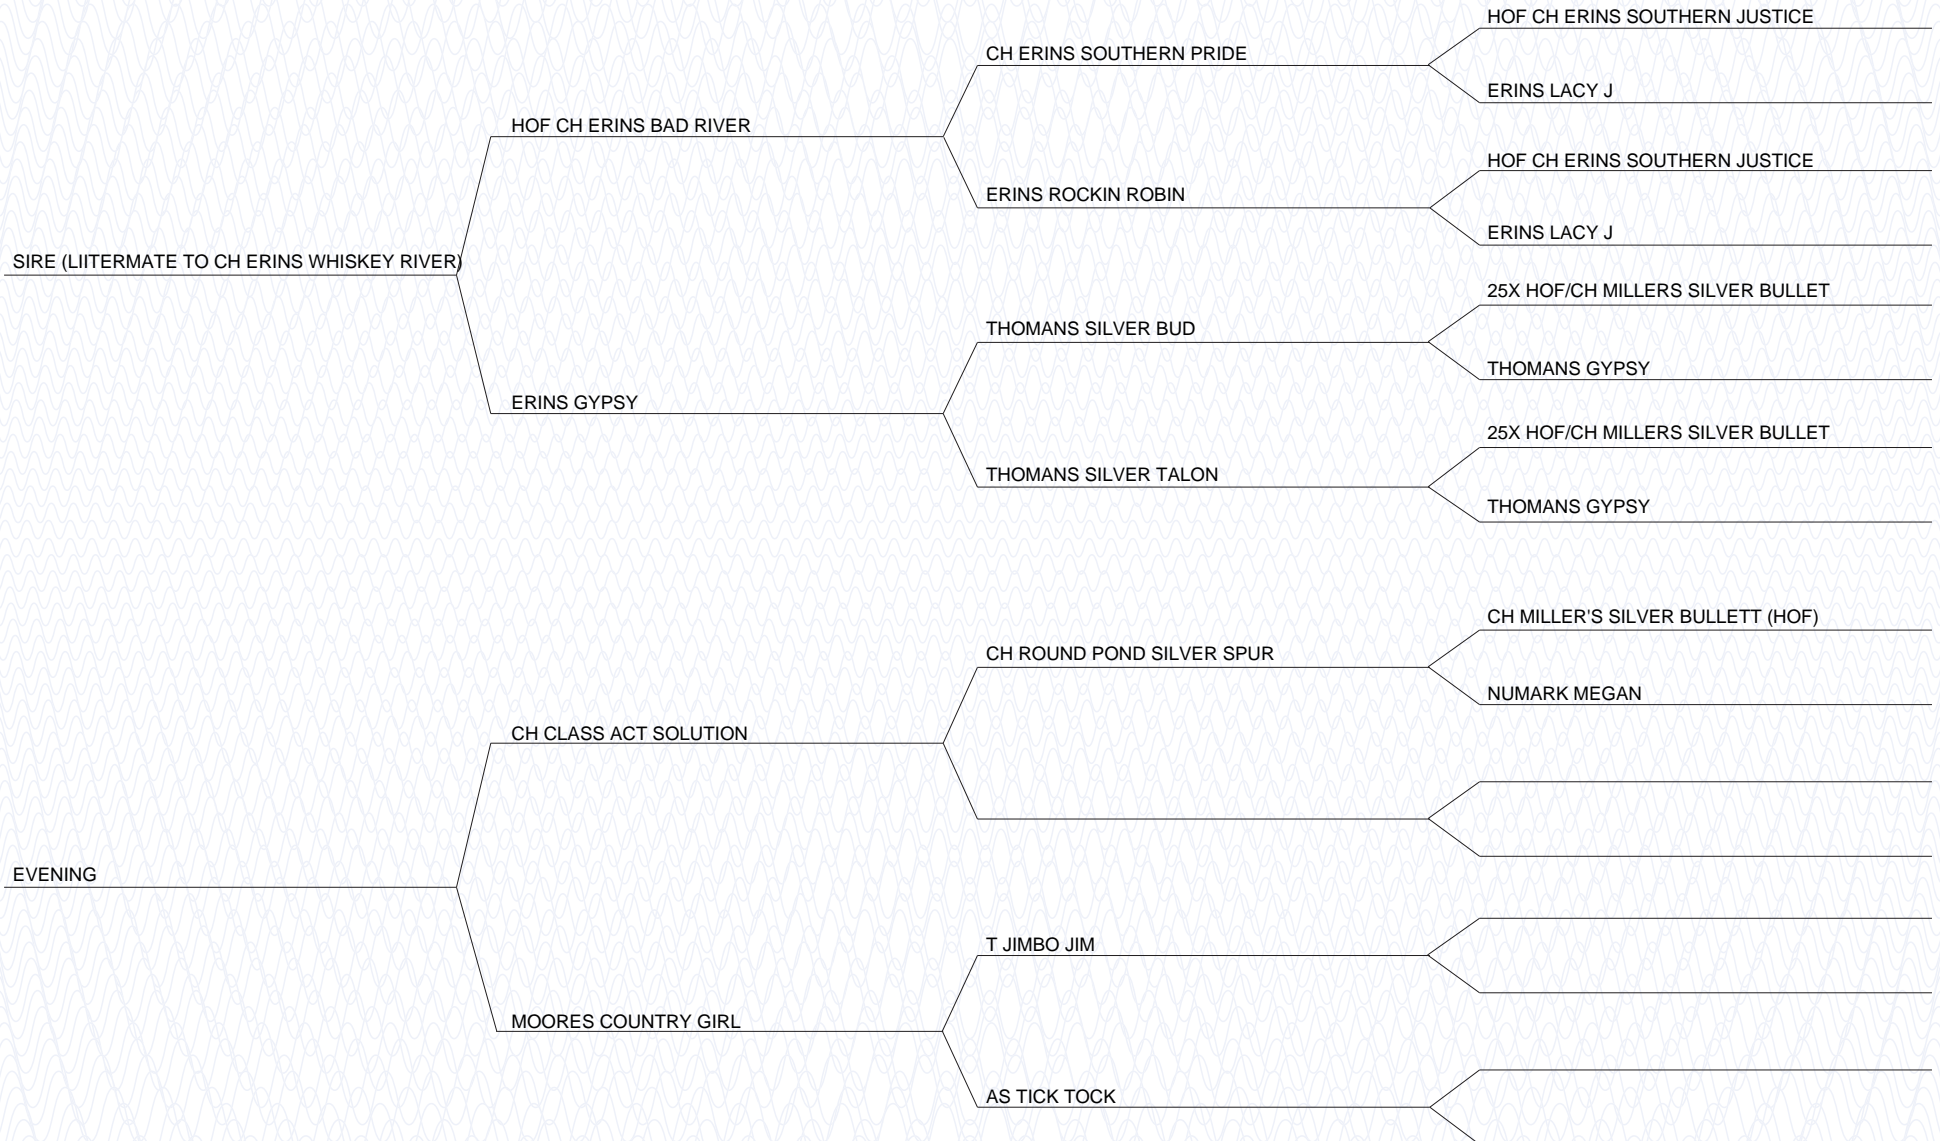 HOF CH ERINS SOUTHERN JUSTICE
CH ERINS SOUTHERN PRIDE
ERINS LACY J
HOF CH ERINS BAD RIVER
HOF CH ERINS SOUTHERN JUSTICE
ERINS ROCKIN ROBIN
ERINS LACY J
SIRE (LIITERMATE TO CH ERINS WHISKEY RIVER)
25X HOF/CH MILLERS SILVER BULLET
THOMANS SILVER BUD
THOMANS GYPSY
ERINS GYPSY
25X HOF/CH MILLERS SILVER BULLET
THOMANS SILVER TALON
THOMANS GYPSY
CH MILLER'S SILVER BULLETT (HOF)
CH ROUND POND SILVER SPUR
NUMARK MEGAN
CH CLASS ACT SOLUTION
EVENING
T JIMBO JIM
MOORES COUNTRY GIRL
AS TICK TOCK